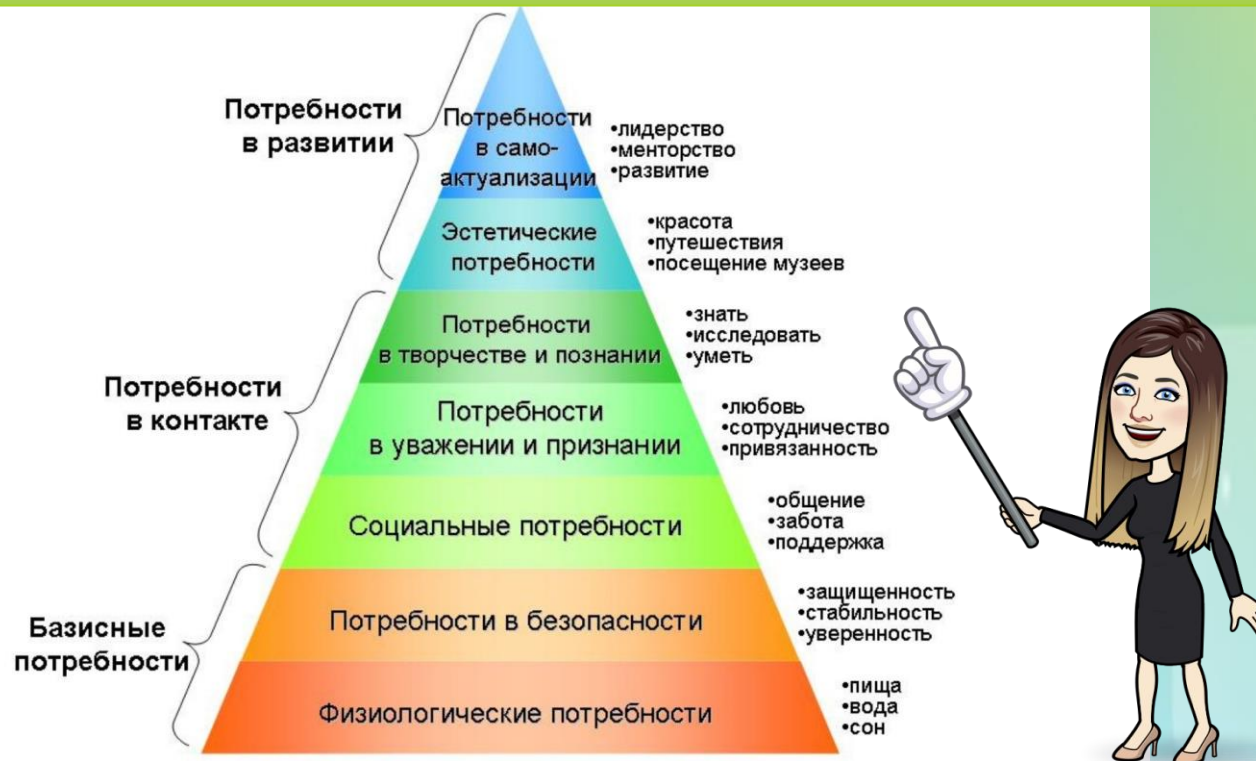 Потребности
в развитии
Потребности
в само-
актуализации
•лидерство
•менторство
•развитие
Эстетические
потребности
•красота
•путешествия
•посещение музеев
Потребности
в контакте
Потребности
в творчестве и познании
•знать
•исследовать
•уметь
Потребности
в уважении и признании
•любовь
•сотрудничество
•привязанность
Социальные потребности
•общение
•забота
•поддержка
Базисные
потребности
Потребности в безопасности
•защищенность
•стабильность
•уверенность
Физиологические потребности
•пища
•вода
•сон